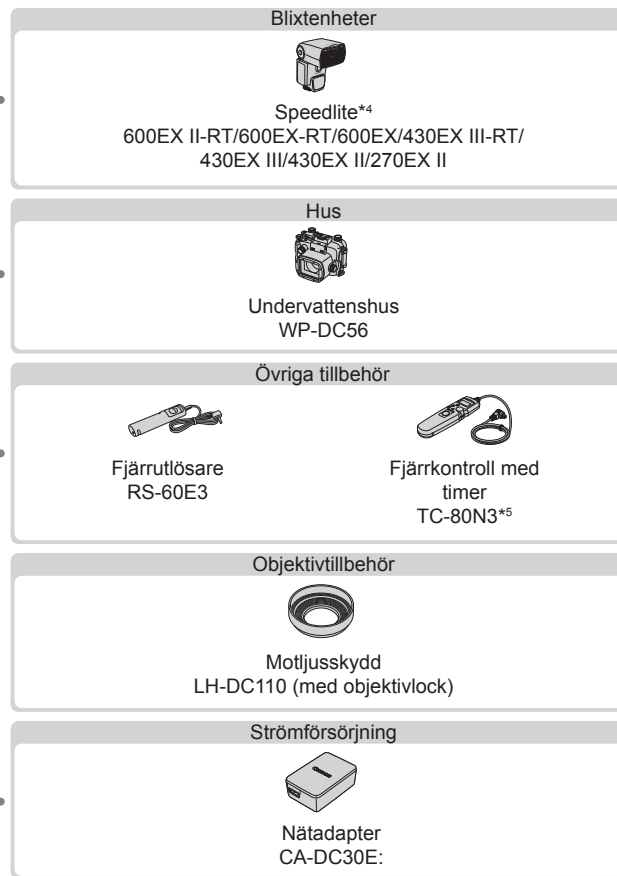 Blixtenheter
Speedlite*4
600EX II-RT/600EX-RT/600EX/430EX III-RT/
430EX III/430EX II/270EX II
Hus
Undervattenshus
WP-DC56
Övriga tillbehör
Fjärrutlösare
RS-60E3
Fjärrkontroll med
timer
TC-80N3*5
Objektivtillbehör
Motljusskydd
LH-DC110 (med objektivlock)
Strömförsörjning
Canon
Nätadapter
CA-DC30E: